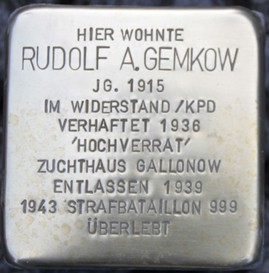 HIER WOHNTE
RUDOLF A. GEMKOW
JG. 1915
IM WIDERSTAND/KPD
VERHAFTET 1936
'HOCHVERRAT'
ZUCHTHAUS GALLONOW
ENTLASSEN 1939
1943 STRAFBATAILLON 999
ÜBERLEBT